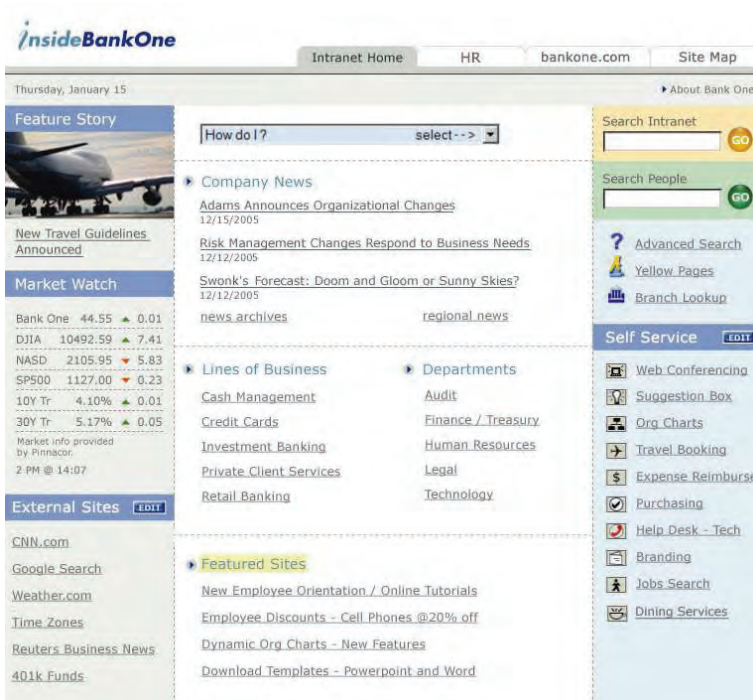 insideBankOne
Intranet Home HR bankone.com Site Map
Thursday, January 15
About Bank One
Feature Story
New Travel Guidelines
Announced
Market Watch
Bank One 44.55 ▲ 0.01
DJIA 10492.59 ▲ 7.41
NASD 2105.95 ▼ 5.83
SP500 1127.00 ▼ 0.23
10Y Tr 4.10% ▲ 0.01
30Y Tr 5.17% ▲ 0.05
Market info provided
by Pinnacor.
2 PM @ 14:07
External Sites EDIT
CNN.com
Google Search
Weather.com
Time Zones
Reuters Business News
401k Funds
How do I? select-->
Company News
Adams Announces Organizational Changes
12/15/2005
Risk Management Changes Respond to Business Needs
12/12/2005
Swonk's Forecast: Doom and Gloom or Sunny Skies?
12/12/2005
news archives regional news
Lines of Business
Cash Management
Credit Cards
Investment Banking
Private Client Services
Retail Banking
Departments
Audit
Finance / Treasury
Human Resources
Legal
Technology
Featured Sites
New Employee Orientation / Online Tutorials
Employee Discounts - Cell Phones @20% off
Dynamic Org Charts - New Features
Download Templates - Powerpoint and Word
Search Intranet
GO
Search People
GO
? Advanced Search
Yellow Pages
Branch Lookup
Self Service EDIT
Web Conferencing
Suggestion Box
Org Charts
Travel Booking
$ Expense Reimburse
Purchasing
Help Desk - Tech
Branding
Jobs Search
Dining Services